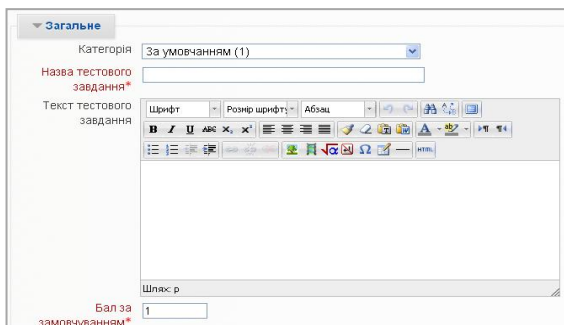 Загальне
Категорія За умовчанням (1)
Назва тестового
завдання*
Текст тестового
завдання
Шрифт Розмір шрифту Абзац
B I U ABC X₂ X² A ab
Ω HTML
Шлях: p
Бал за 1
замовчуванням*